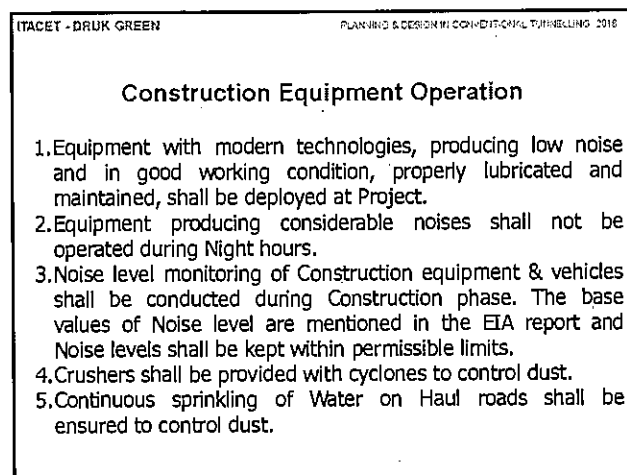 ITACET - DRUK GREEN
PLANNING & DESIGN IN CONVENTIONAL TUNNELLING 2018
Construction Equipment Operation
1.Equipment with modern technologies, producing low noise
and in good working condition, properly lubricated and
maintained, shall be deployed at Project.
2.Equipment producing considerable noises shall not be
operated during Night hours.
3.Noise level monitoring of Construction equipment & vehicles
shall be conducted during Construction phase. The base
values of Noise level are mentioned in the EIA report and
Noise levels shall be kept within permissible limits.
4.Crushers shall be provided with cyclones to control dust.
5.Continuous sprinkling of Water on Haul roads shall be
ensured to control dust.